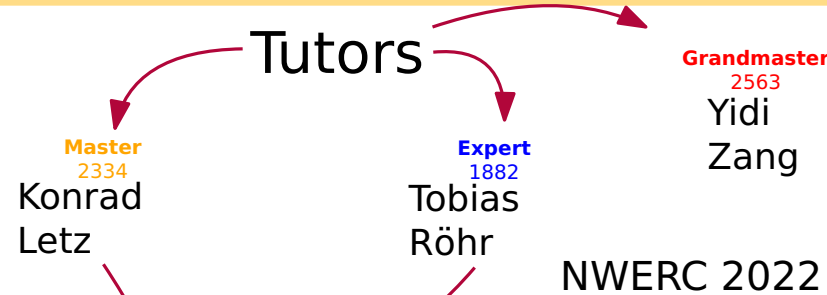 Tutors
Grandmaster
2563
Yidi
Zang
Master
2334
Konrad
Letz
Expert
1882
Tobias
Röhr
NWERC 2022